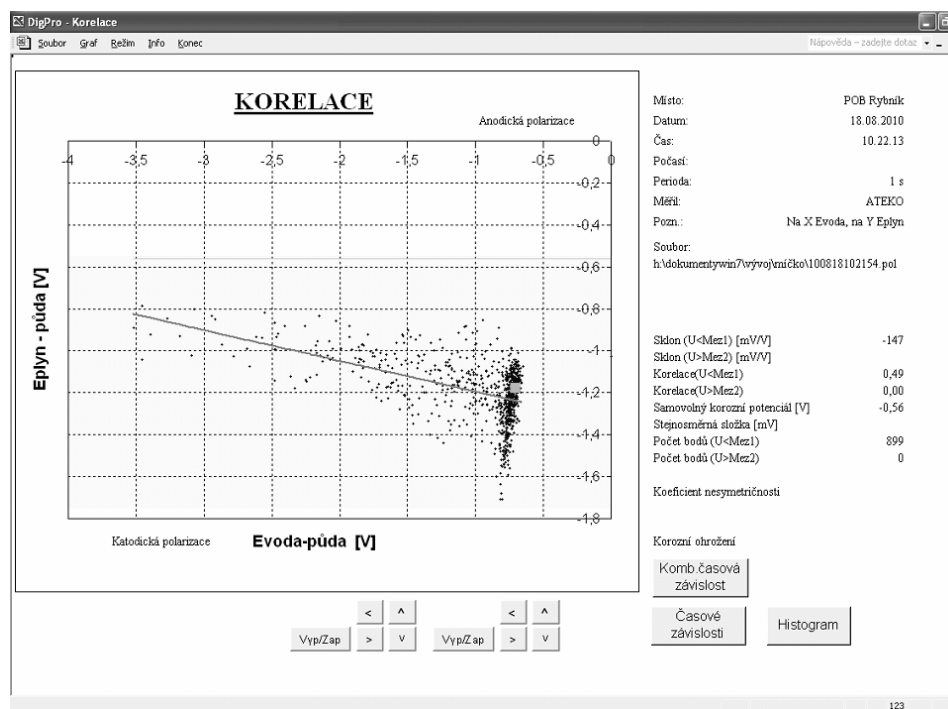 DigPro - Korelace
Soubor Graf Režim Info Konec Nápověda – zadejte dotaz
KORELACE
Anodická polarizace
-4 -3,5 -3 -2,5 -2 -1,5 -1 -0,5 0
0
-0,2
-0,4
-0,6
-0,8
-1
-1,2
-1,4
-1,6
-1,8
Eplyn - půda [V]
Katodická polarizace Evoda-půda [V]
Místo: POB Rybník
Datum: 18.08.2010
Čas: 10.22.13
Počasí:
Perioda: 1 s
Měřil: ATEKO
Pozn.: Na X Evoda, na Y Eplyn
Soubor:
h:\dokumentywin7\vývoj\míčko\100818102154.pol
Sklon (U<Mez1) [mV/V] -147
Sklon (U>Mez2) [mV/V]
Korelace(U<Mez1) 0,49
Korelace(U>Mez2) 0,00
Samovolný korozní potenciál [V] -0,56
Stejnosměrná složka [mV]
Počet bodů (U<Mez1) 899
Počet bodů (U>Mez2) 0
Koeficient nesymetričnosti
Korozní ohrožení
Komb.časová
závislost
Časové
závislosti
Histogram
< ^ < ^
Vyp/Zap > v Vyp/Zap > v
123